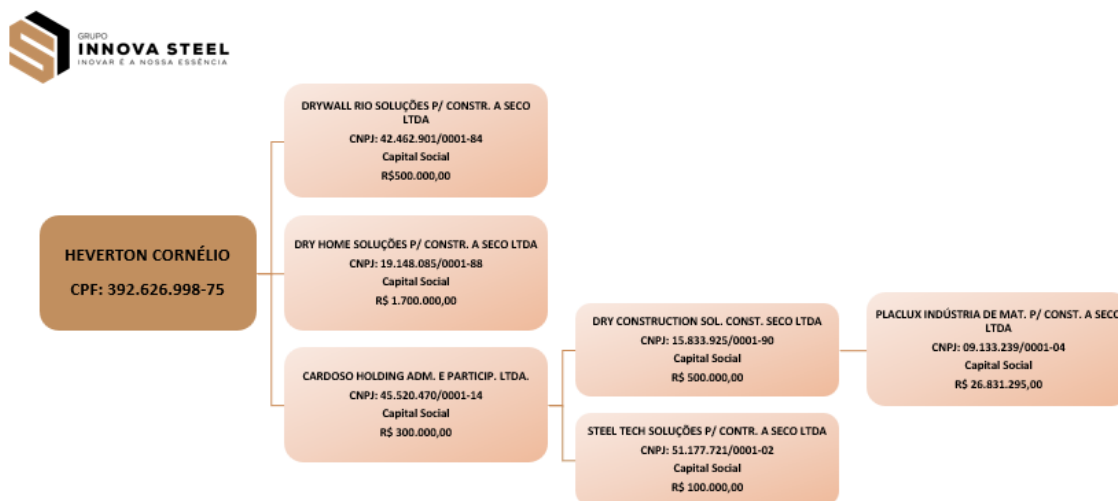 GRUPO
INNOVA STEEL
INOVAR É A NOSSA ESSÊNCIA
HEVERTON CORNÉLIO
CPF: 392.626.998-75
DRYWALL RIO SOLUÇÕES P/ CONSTR. A SECO
LTDA
CNPJ: 42.462.901/0001-84
Capital Social
R$500.000,00
DRY HOME SOLUÇÕES P/ CONSTR. A SECO LTDA
CNPJ: 19.148.085/0001-88
Capital Social
R$ 1.700.000,00
CARDOSO HOLDING ADM. E PARTICIP. LTDA.
CNPJ: 45.520.470/0001-14
Capital Social
R$ 300.000,00
DRY CONSTRUCTION SOL. CONST. SECO LTDA
CNPJ: 15.833.925/0001-90
Capital Social
R$ 500.000,00
STEEL TECH SOLUÇÕES P/ CONTR. A SECO LTDA
CNPJ: 51.177.721/0001-02
Capital Social
R$ 100.000,00
PLACLUX INDÚSTRIA DE MAT. P/ CONST. A SECO
LTDA
CNPJ: 09.133.239/0001-04
Capital Social
R$ 26.831.295,00